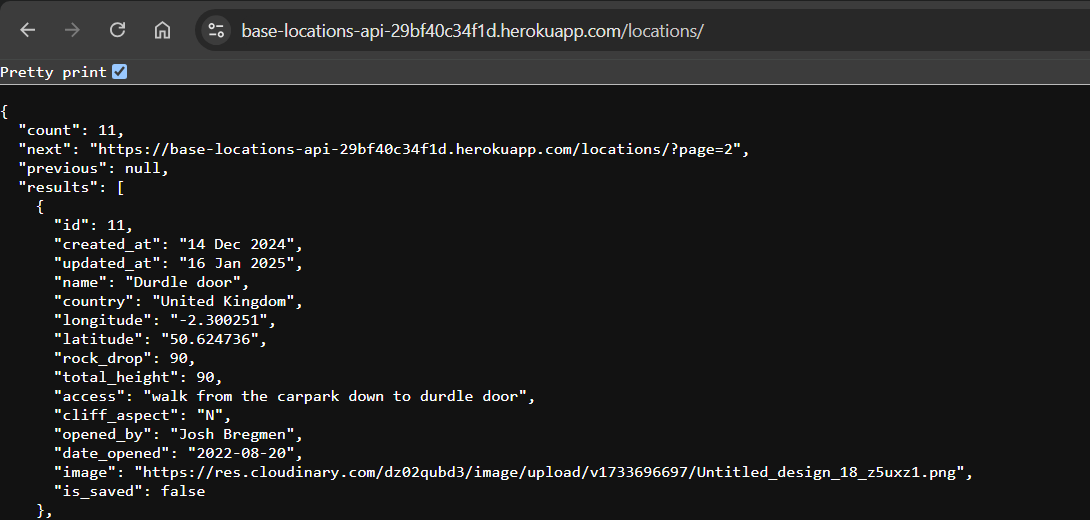 base-locations-api-29bf40c34f1d.herokuapp.com/locations/
Pretty print
{
  "count": 11,
  "next": "https://base-locations-api-29bf40c34f1d.herokuapp.com/locations/?page=2",
  "previous": null,
  "results": [
    {
      "id": 11,
      "created_at": "14 Dec 2024",
      "updated_at": "16 Jan 2025",
      "name": "Durdle door",
      "country": "United Kingdom",
      "longitude": "-2.300251",
      "latitude": "50.624736",
      "rock_drop": 90,
      "total_height": 90,
      "access": "walk from the carpark down to durdle door",
      "cliff_aspect": "N",
      "opened_by": "Josh Bregmen",
      "date_opened": "2022-08-20",
      "image": "https://res.cloudinary.com/dz02qubd3/image/upload/v1733696697/Untitled_design_18_z5uxz1.png",
      "is_saved": false
    },